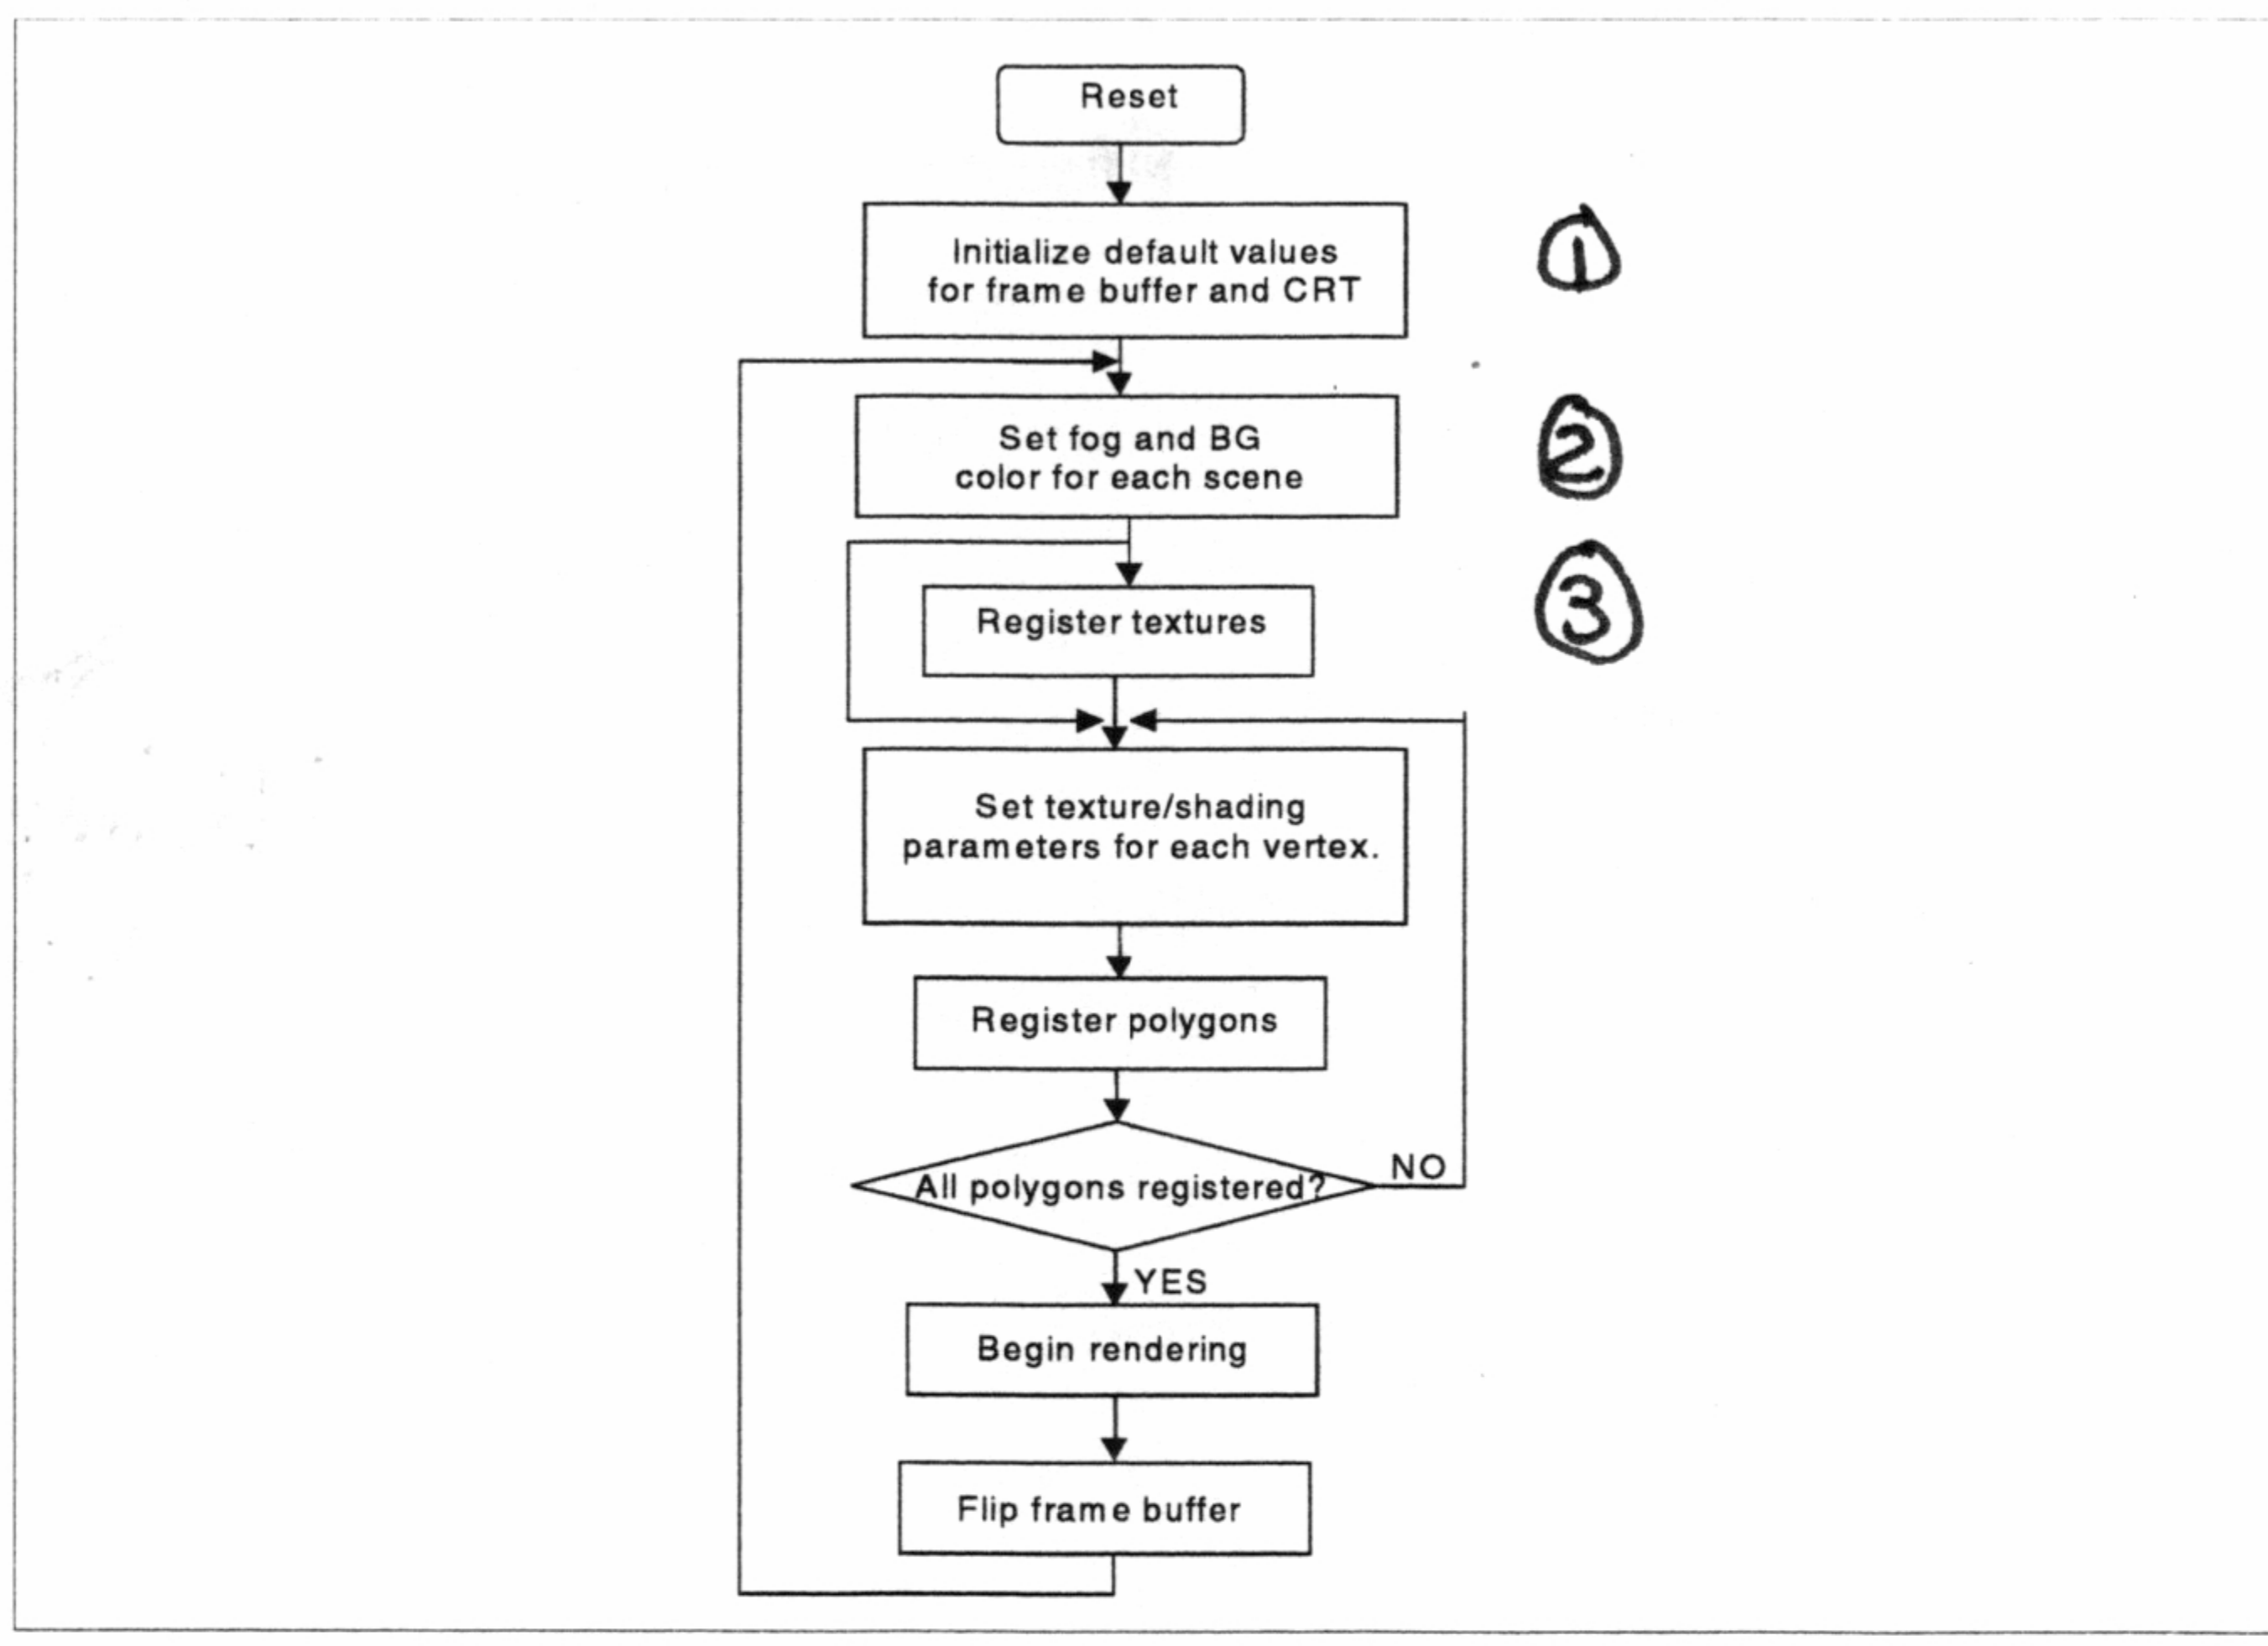 Reset
Initialize default values
for frame buffer and CRT
1
Set fog and BG
color for each scene
2
Register textures
3
Set texture/shading
parameters for each vertex.
Register polygons
All polygons registered?
NO
YES
Begin rendering
Flip frame buffer